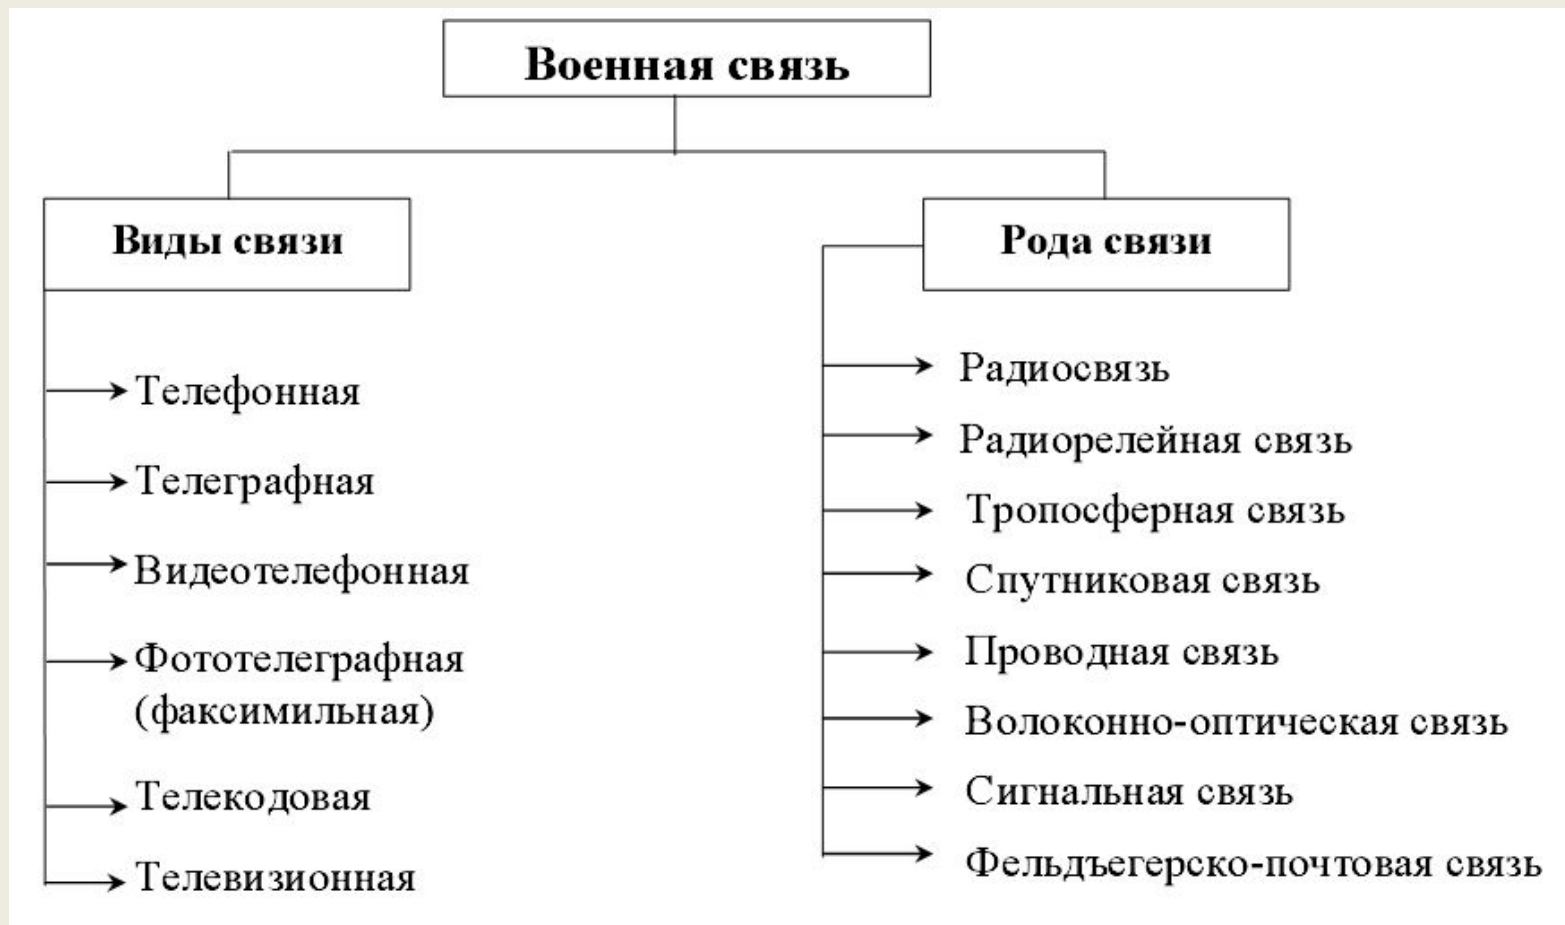 Военная связь
Виды связи
Телефонная
Телеграфная
Видеотелефонная
Фототелеграфная
(факсимильная)
Телекодовая
Телевизионная
Рода связи
Радиосвязь
Радиорелейная связь
Тропосферная связь
Спутниковая связь
Проводная связь
Волоконно-оптическая связь
Сигнальная связь
Фельдъегерско-почтовая связь